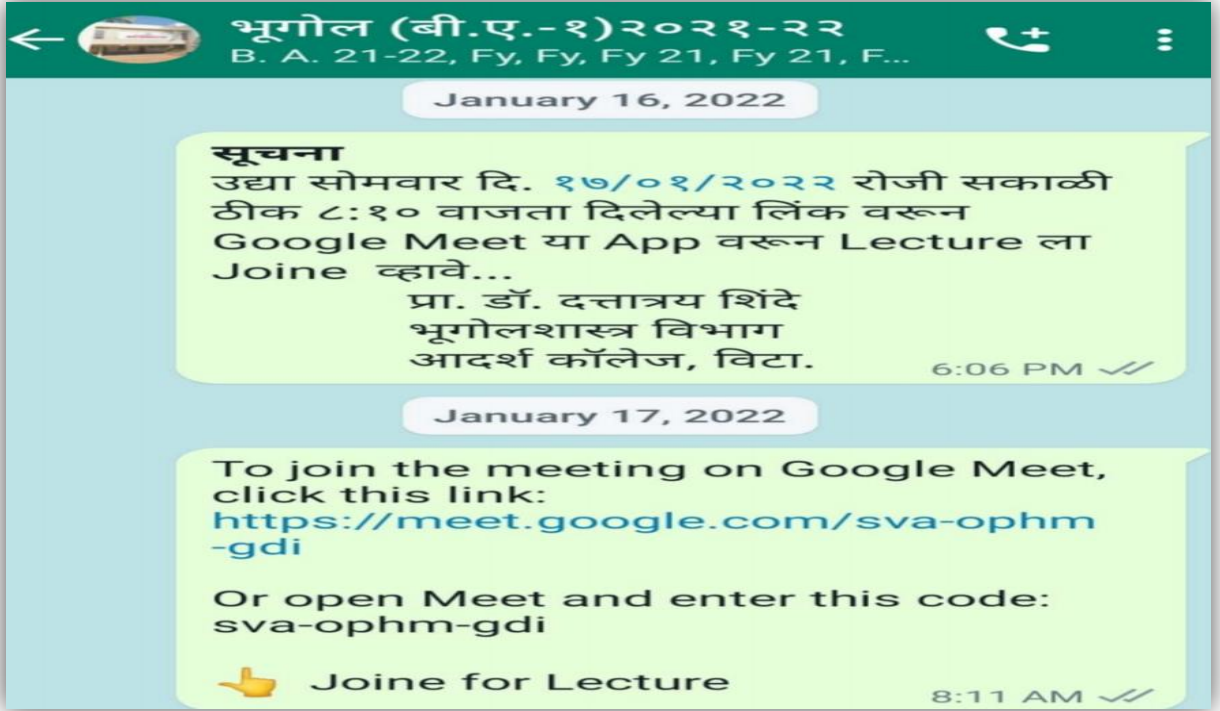 भूगोल (बी.ए.-१)२०२१-२२
B. A. 21-22, Fy, Fy, Fy 21, Fy 21, F...
January 16, 2022
सूचना
उद्या सोमवार दि. १७/०१/२०२२ रोजी सकाळी
ठीक ८:१० वाजता दिलेल्या लिंक वरून
Google Meet या App वरून Lecture ला
Joine व्हावे...
प्रा. डॉ. दत्तात्रय शिंदे
भूगोलशास्त्र विभाग
आदर्श कॉलेज, विटा.
6:06 PM
January 17, 2022
To join the meeting on Google Meet,
click this link:
https://meet.google.com/sva-ophm
-gdi
Or open Meet and enter this code:
sva-ophm-gdi
👆 Joine for Lecture
8:11 AM